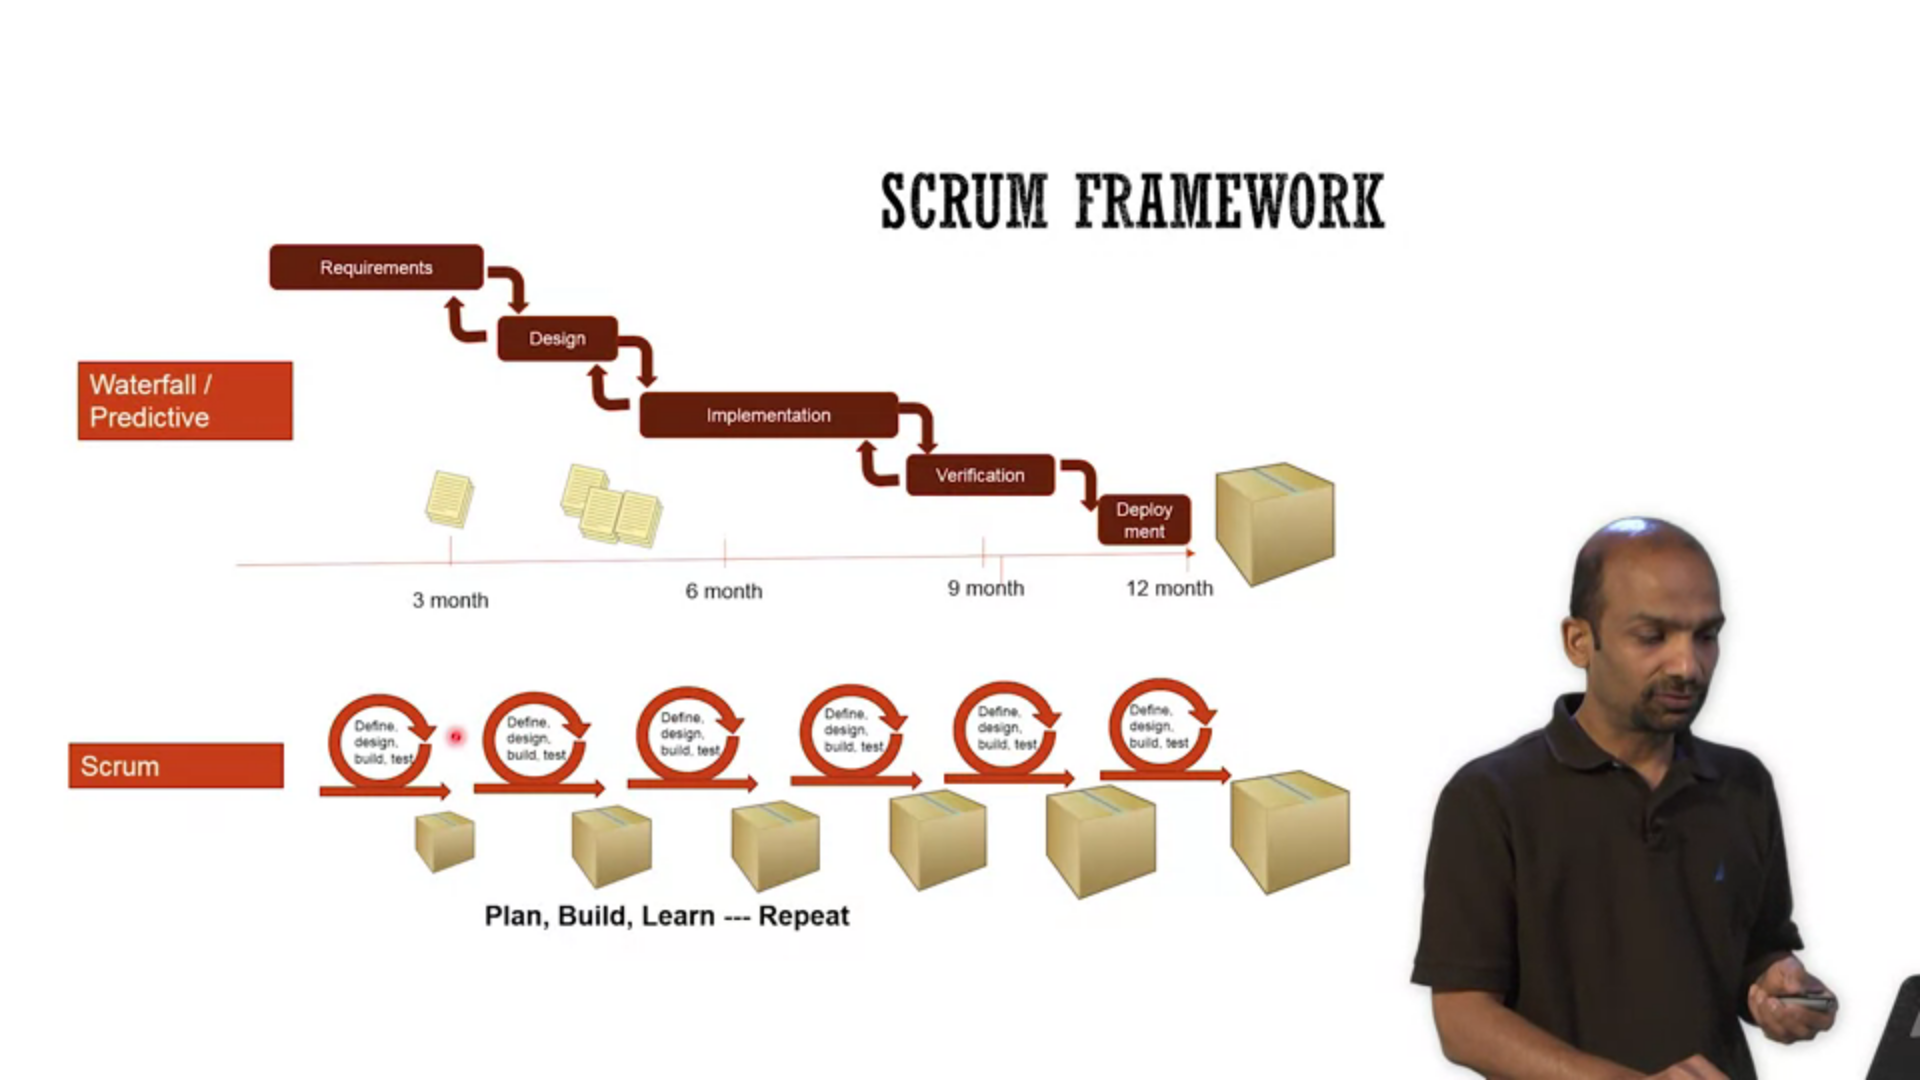 SCRUM FRAMEWORK
Requirements
Design
Waterfall /
Predictive
Implementation
Verification
Deploy
ment
3 month
6 month
9 month
12 month
Define,
design,
build, test
Define,
design,
build, test
Define,
design,
build, test
Define,
design,
build, test
Define,
design,
build, test
Define,
design,
build, test
Scrum
Plan, Build, Learn --- Repeat